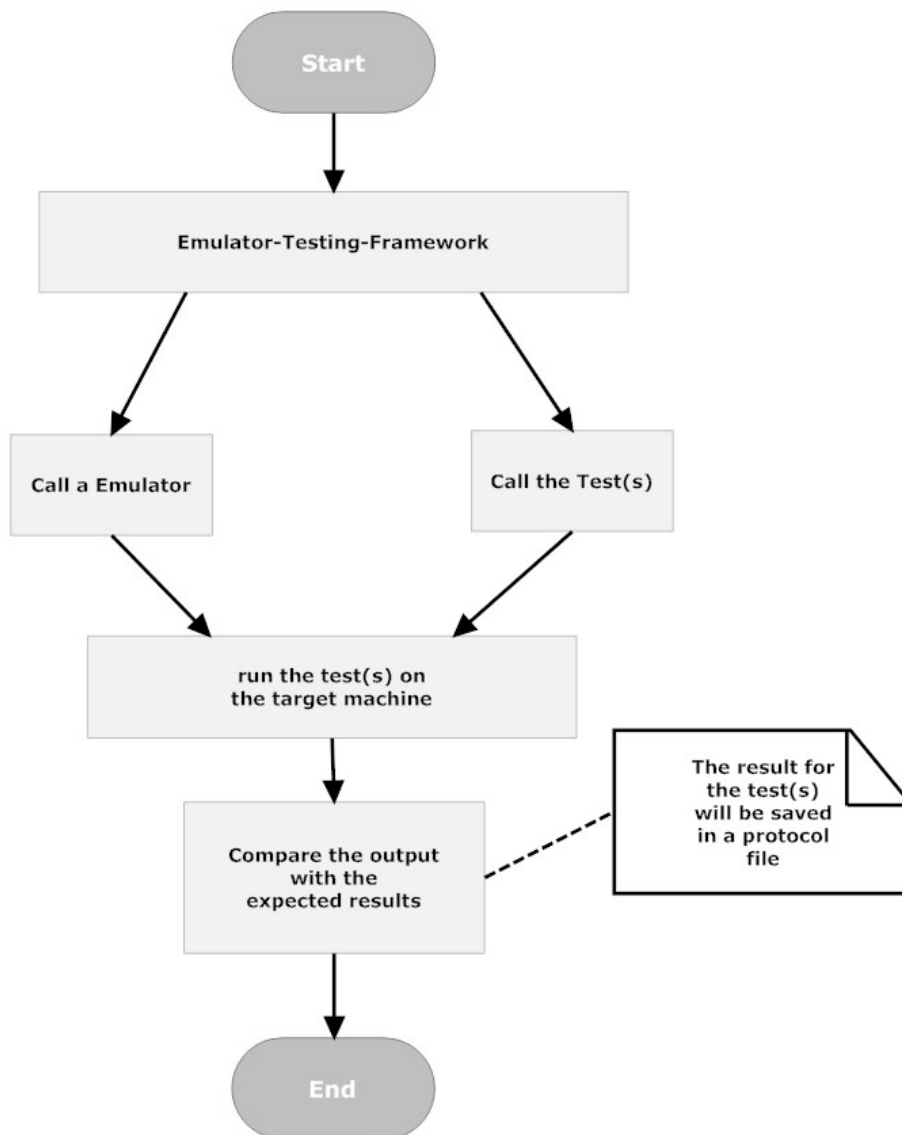 Start
Emulator-Testing-Framework
Call a Emulator
Call the Test(s)
run the test(s) on
the target machine
The result for
the test(s)
will be saved
in a protocol
file
Compare the output
with the
expected results
End